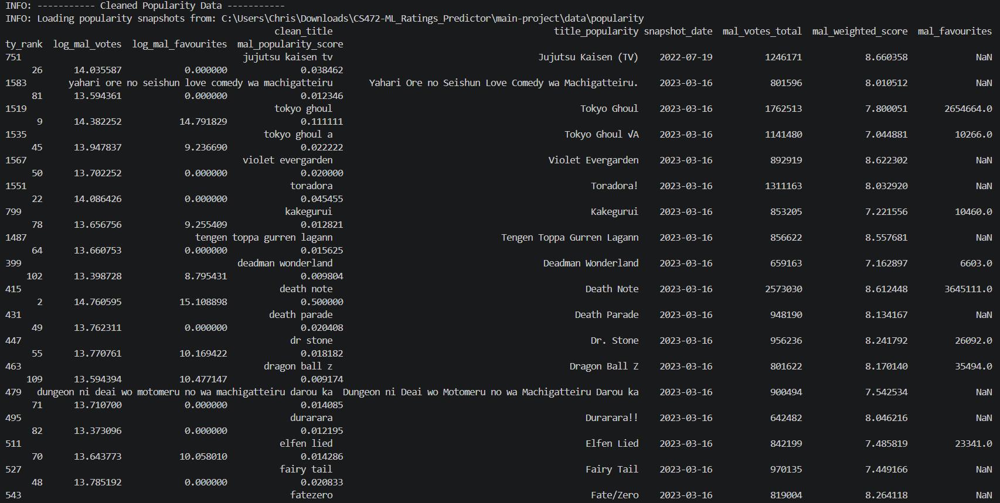 INFO: ----------- Cleaned Popularity Data -----------
INFO: Loading popularity snapshots from: C:\Users\Chris\Downloads\CS472-ML_Ratings_Predictor\main-project\data\popularity
clean_title title_popularity snapshot_date mal_votes_total mal_weighted_score mal_favourites
ty_rank log_mal_votes log_mal_favourites mal_popularity_score
751 jujutsu kaisen tv Jujutsu Kaisen (TV) 2022-07-19 1246171 8.660358 NaN
26 14.035587 0.000000 0.038462
1583 yahari ore no seishun love comedy wa machigatteiru Yahari Ore no Seishun Love Comedy wa Machigatteiru. 2023-03-16 801596 8.010512 NaN
81 13.594361 0.000000 0.012346
1519 tokyo ghoul Tokyo Ghoul 2023-03-16 1762513 7.800051 2654664.0
9 14.382252 14.791829 0.111111
1535 tokyo ghoul a Tokyo Ghoul √A 2023-03-16 1141480 7.044881 10266.0
45 13.947837 9.236690 0.022222
1567 violet evergarden Violet Evergarden 2023-03-16 892919 8.622302 NaN
50 13.702252 0.000000 0.020000
1551 toradora Toradora! 2023-03-16 1311163 8.032920 NaN
22 14.086426 0.000000 0.045455
799 kakegurui Kakegurui 2023-03-16 853205 7.221556 10460.0
78 13.656756 9.255409 0.012821
1487 tengen toppa gurren lagann Tengen Toppa Gurren Lagann 2023-03-16 856622 8.557681 NaN
64 13.660753 0.000000 0.015625
399 deadman wonderland Deadman Wonderland 2023-03-16 659163 7.162897 6603.0
102 13.398728 8.795431 0.009804
415 death note Death Note 2023-03-16 2573030 8.612448 3645111.0
2 14.760595 15.108898 0.500000
431 death parade Death Parade 2023-03-16 948190 8.134167 NaN
49 13.762311 0.000000 0.020408
447 dr stone Dr. Stone 2023-03-16 956236 8.241792 26092.0
55 13.770761 10.169422 0.018182
463 dragon ball z Dragon Ball Z 2023-03-16 801622 8.170140 35494.0
109 13.594394 10.477147 0.009174
479 dungeon ni deai wo motomeru no wa machigatteiru darou ka Dungeon ni Deai wo Motomeru no wa Machigatteiru Darou ka 2023-03-16 900494 7.542534 NaN
71 13.710700 0.000000 0.014085
495 durarara Durarara!! 2023-03-16 642482 8.046216 NaN
82 13.373096 0.000000 0.012195
511 elfen lied Elfen Lied 2023-03-16 842199 7.485819 23341.0
70 13.643773 10.058010 0.014286
527 fairy tail Fairy Tail 2023-03-16 970135 7.449166 NaN
48 13.785192 0.000000 0.020833
543 fatezero Fate/Zero 2023-03-16 819004 8.264118 NaN